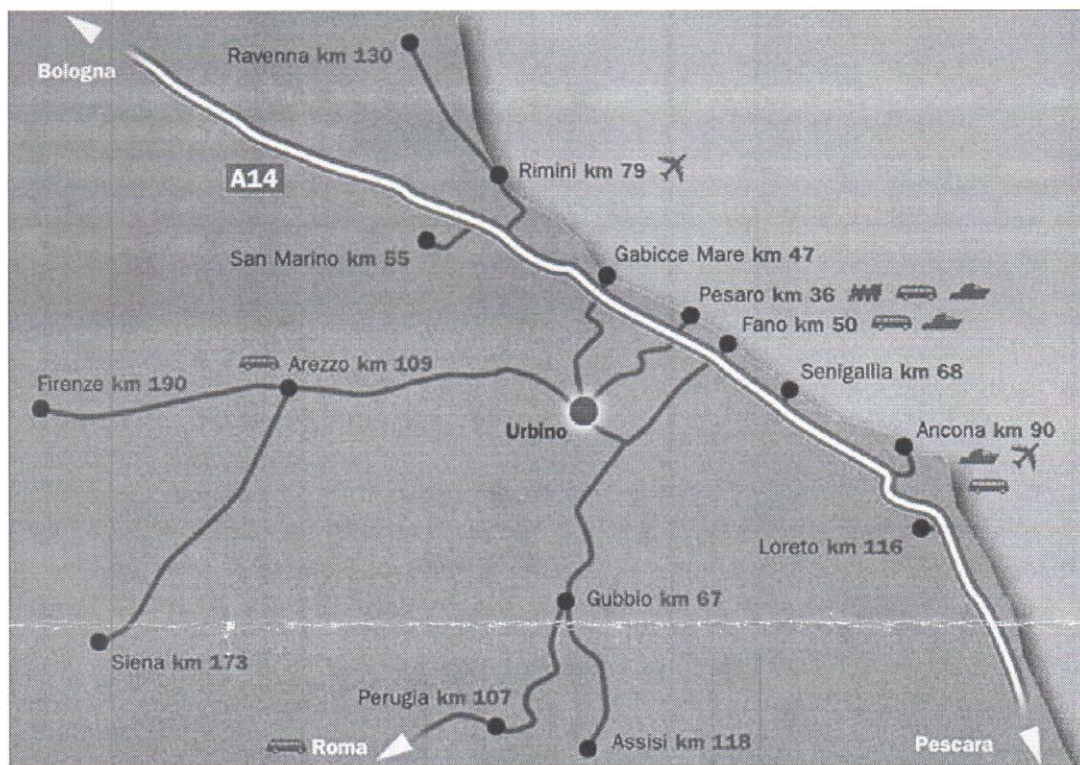 Ravenna km 130
Bologna
Rimini km 79
A14
San Marino km 55
Gabicce Mare km 47
Pesaro km 36
Fano km 50
Arezzo km 109
Senigallia km 68
Firenze km 190
Urbino
Ancona km 90
Loreto km 116
Gubbio km 67
Siena km 173
Perugia km 107
Roma
Assisi km 118
Pescara